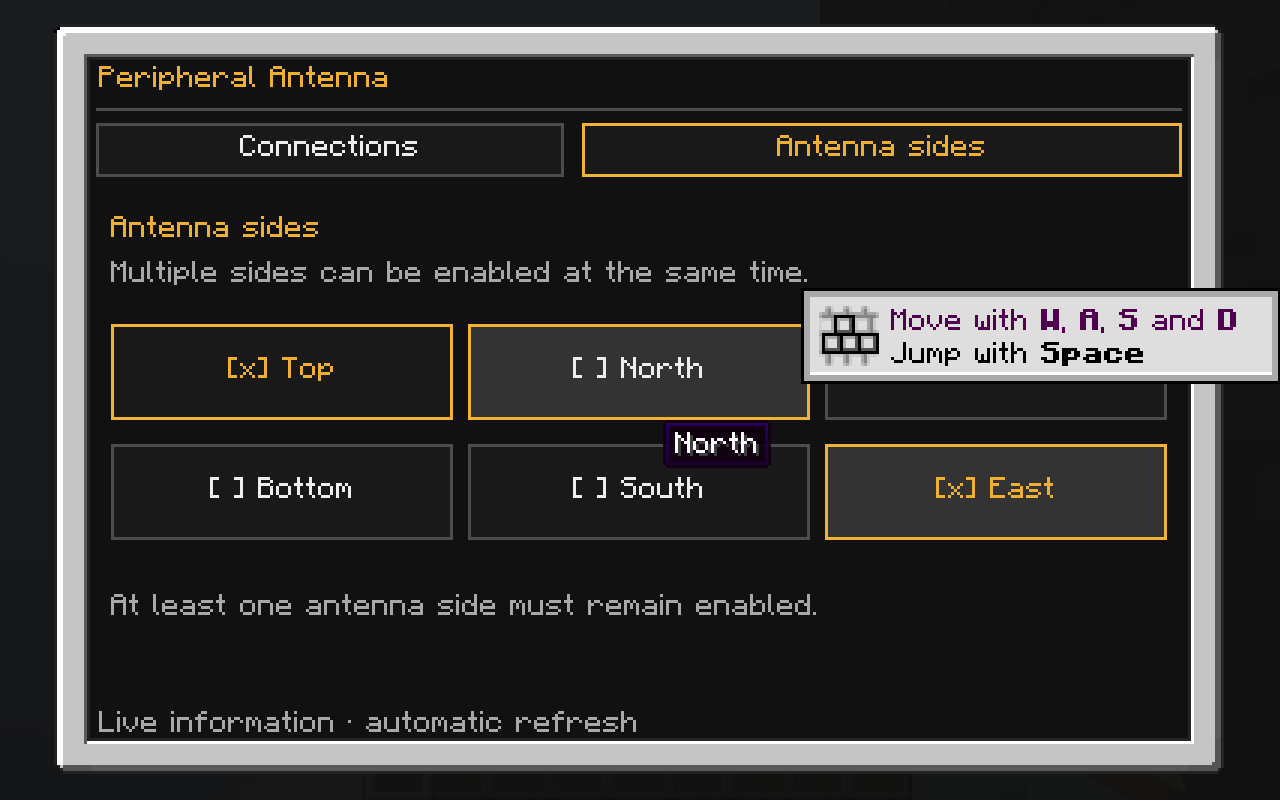 Peripheral Antenna
Connections
Antenna sides
Antenna sides
Multiple sides can be enabled at the same time.
Move with W, A, S and D
Jump with Space
[x] Top
[ ] North
North
[ ] Bottom
[ ] South
[x] East
At least one antenna side must remain enabled.
Live information · automatic refresh